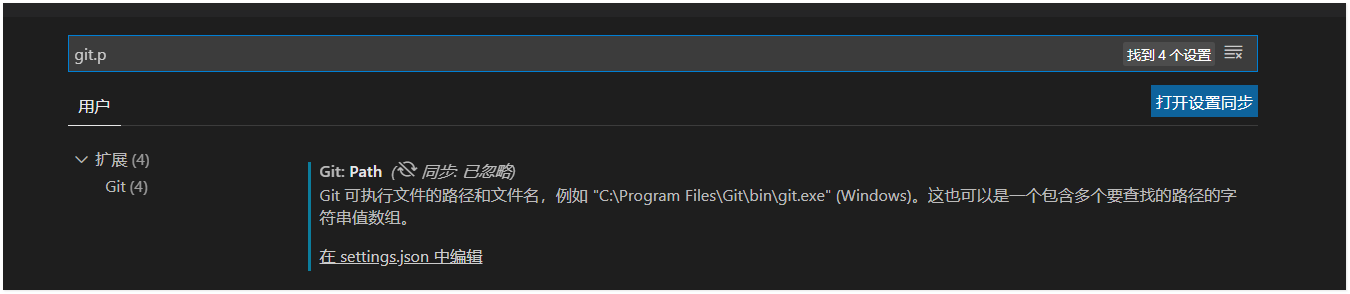 git.p
找到 4 个设置
用户
打开设置同步
扩展 (4)
Git (4)
Git: Path (同步: 已忽略)
Git 可执行文件的路径和文件名，例如 "C:\Program Files\Git\bin\git.exe" (Windows)。这也可以是一个包含多个要查找的路径的字
符串值数组。
在 settings.json 中编辑